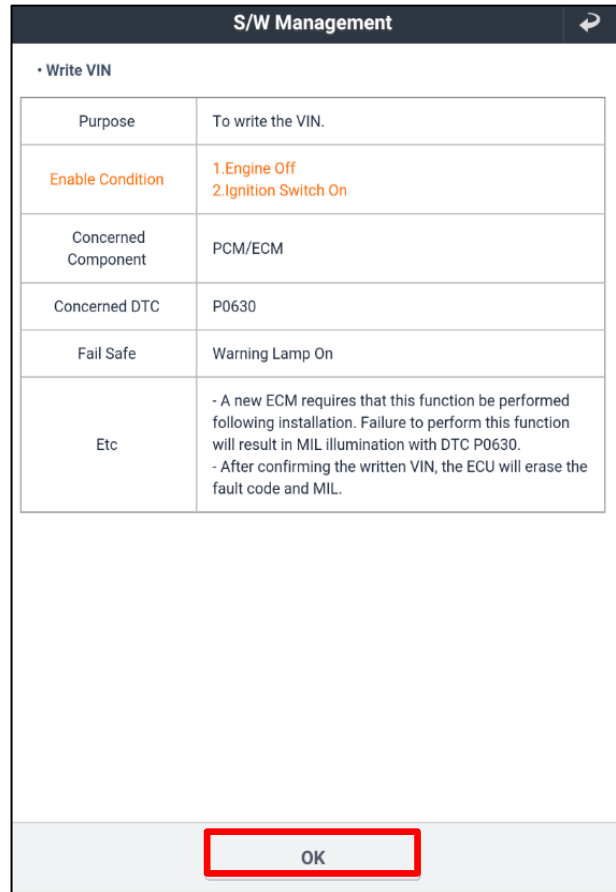 S/W Management
• Write VIN
Purpose
To write the VIN.
Enable Condition
1.Engine Off
2.Ignition Switch On
Concerned
Component
PCM/ECM
Concerned DTC
P0630
Fail Safe
Warning Lamp On
Etc
- A new ECM requires that this function be performed
following installation. Failure to perform this function
will result in MIL illumination with DTC P0630.
- After confirming the written VIN, the ECU will erase the
fault code and MIL.
OK